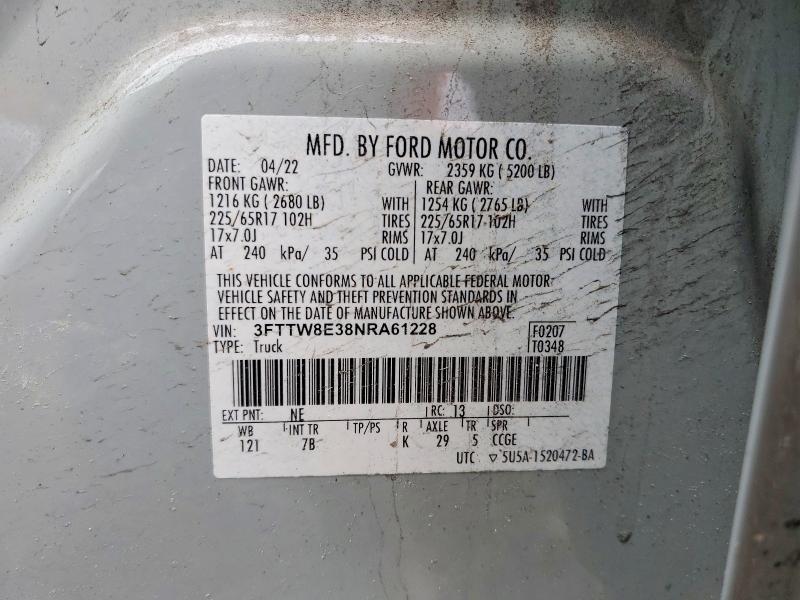 MFD. BY FORD MOTOR CO.
DATE: 04/22 GVWR: 2359 KG ( 5200 LB)
FRONT GAWR: REAR GAWR:
1216 KG ( 2680 LB) WITH 1254 KG ( 2765 LB) WITH
225/65R17 102H TIRES 225/65R17 102H TIRES
17x7.0J RIMS 17x7.0J RIMS
AT 240 kPa/ 35 PSI COLD AT 240 kPa/ 35 PSI COLD
THIS VEHICLE CONFORMS TO ALL APPLICABLE FEDERAL MOTOR
VEHICLE SAFETY AND THEFT PREVENTION STANDARDS IN
EFFECT ON THE DATE OF MANUFACTURE SHOWN ABOVE.
VIN: 3FTTW8E38NRA61228 F0207
TYPE: Truck T0348
EXT PNT: NE RC: 13 DSO:
WB INT TR TP/PS R AXLE TR SPR
121 7B K 29 5 CCGE
UTC ▽ 5U5A-1520472-BA